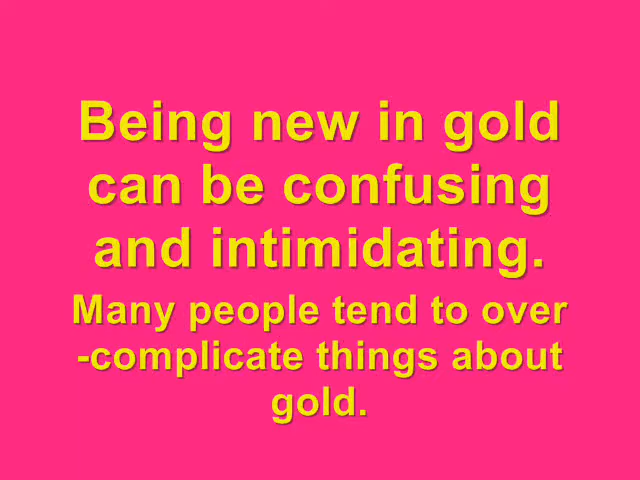 Being new in gold
can be confusing
and intimidating.
Many people tend to over
-complicate things about
gold.